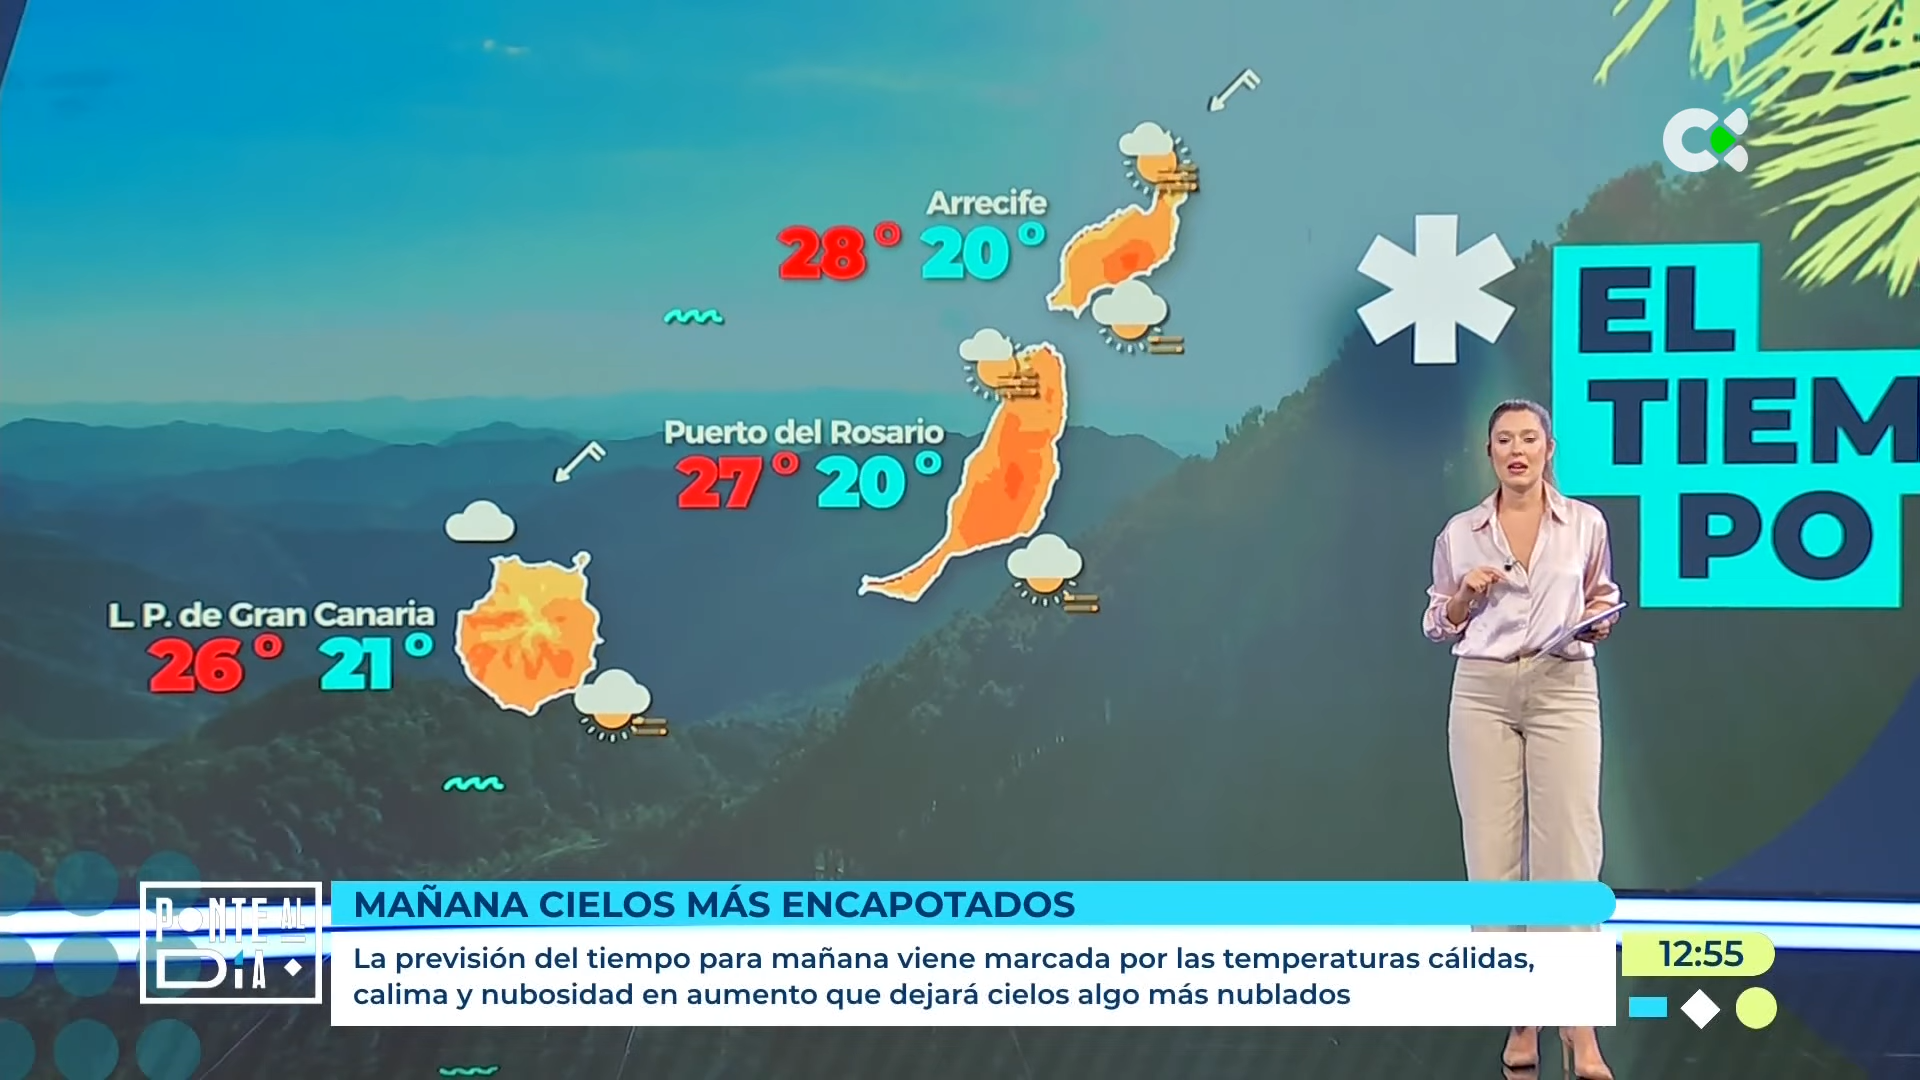 Arrecife
28° 20°
Puerto del Rosario
27° 20°
L. P. de Gran Canaria
26° 21°
EL
TIEM
PO
PONTE AL
DÍA
MAÑANA CIELOS MÁS ENCAPOTADOS
La previsión del tiempo para mañana viene marcada por las temperaturas cálidas,
calima y nubosidad en aumento que dejará cielos algo más nublados
12:55